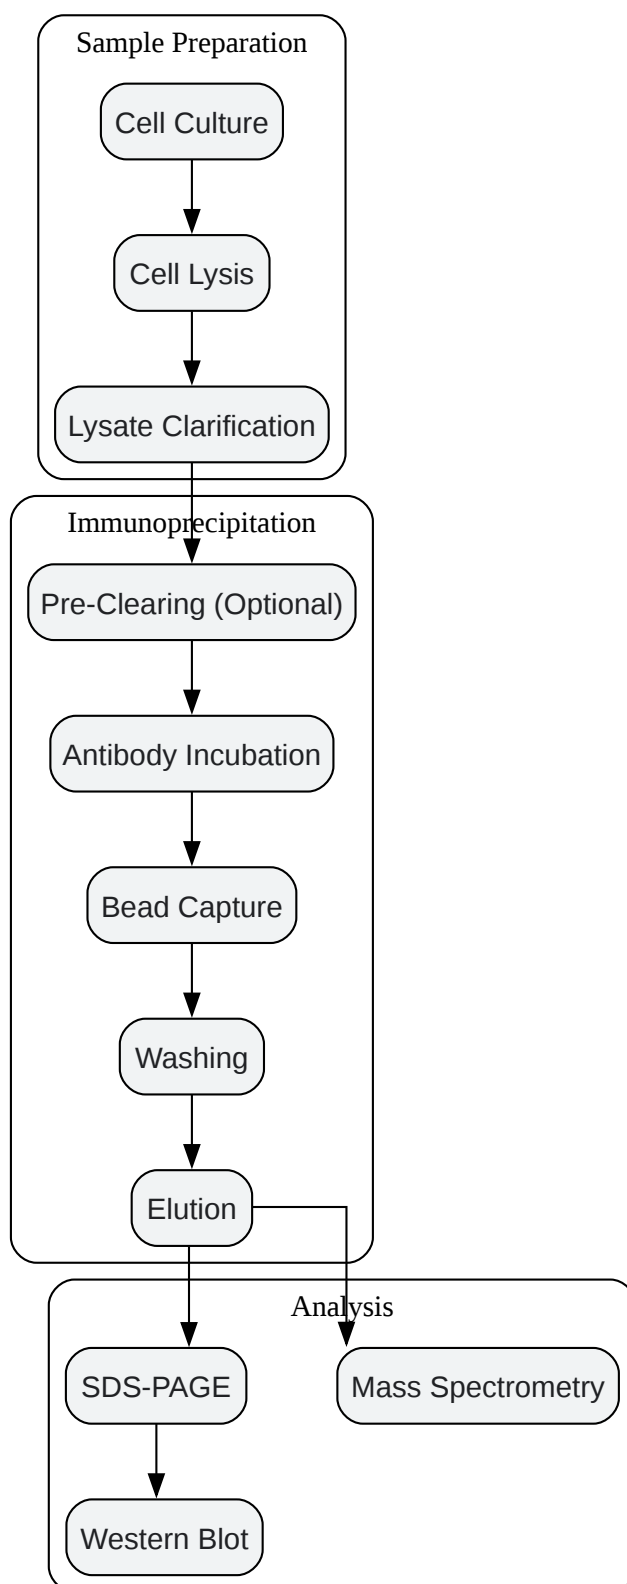 Sample Preparation
Cell Culture
Cell Lysis
Lysate Clarification
Immunoprecipitation
Pre-Clearing (Optional)
Antibody Incubation
Bead Capture
Washing
Elution
Analysis
SDS-PAGE
Mass Spectrometry
Western Blot